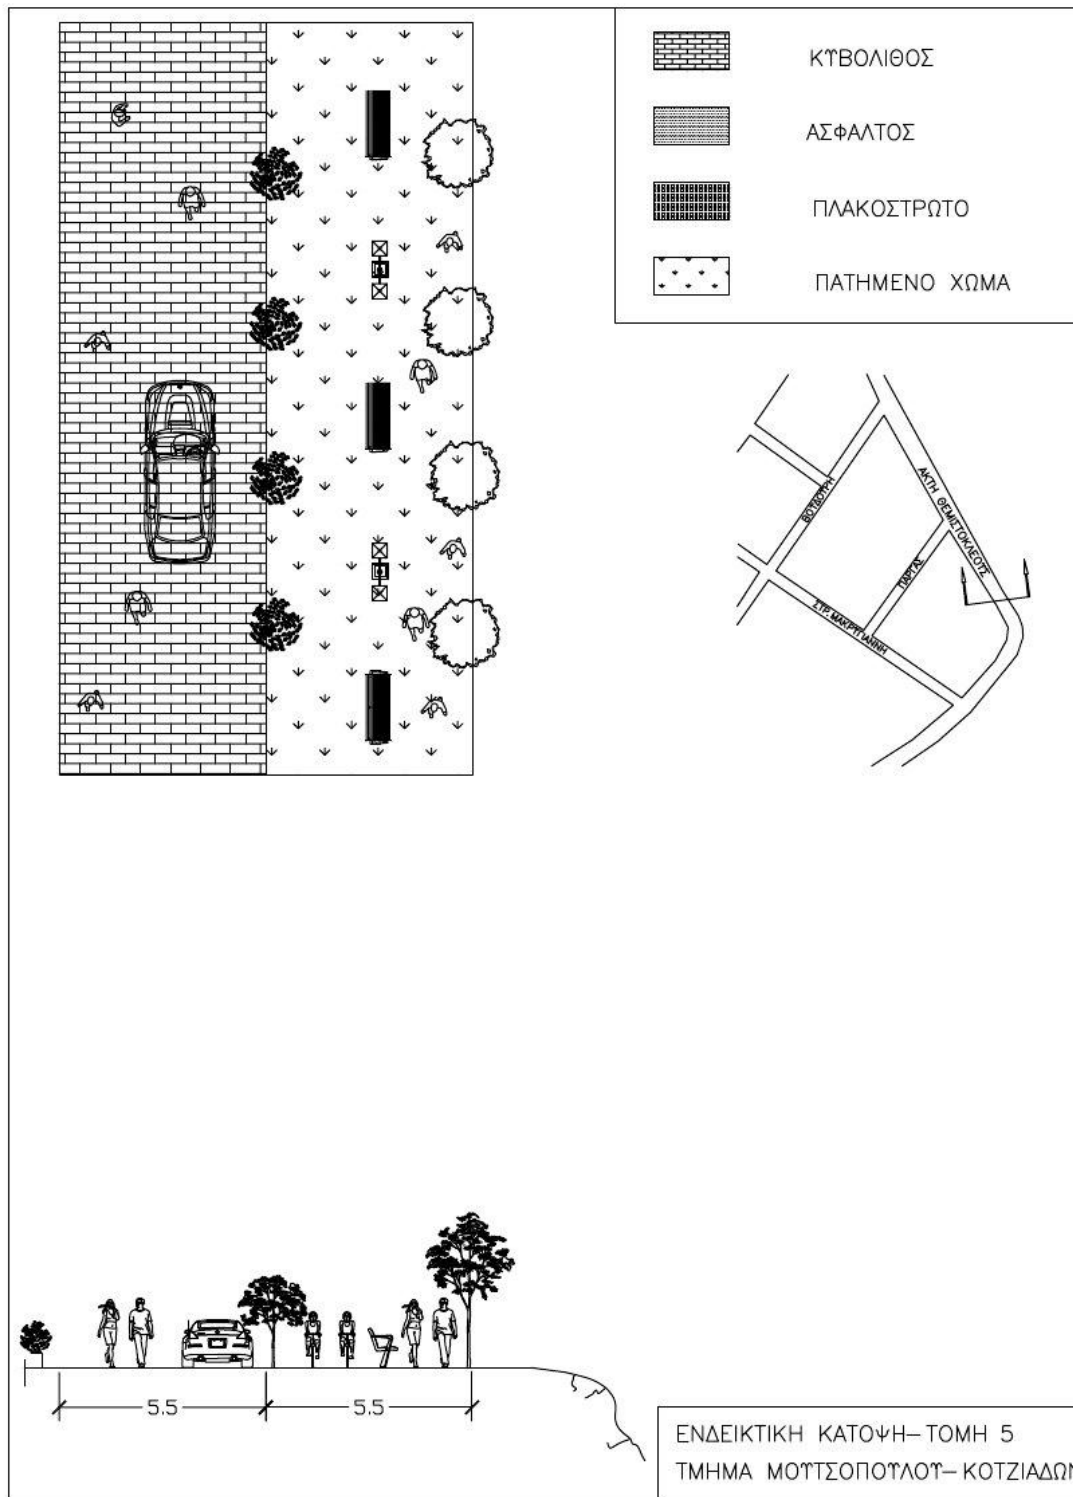 ΚΥΒΟΛΙΘΟΣ
ΑΣΦΑΛΤΟΣ
ΠΛΑΚΟΣΤΡΩΤΟ
ΠΑΤΗΜΕΝΟ ΧΩΜΑ
ΒΟΥΔΟΥΡΗ
ΑΚΤΗ ΘΕΜΙΣΤΟΚΛΕΟΥΣ
ΠΑΡΓΑΣ
ΣΤΡ. ΜΑΚΡΥΓΙΑΝΝΗ
5.5
5.5
ΕΝΔΕΙΚΤΙΚΗ ΚΑΤΟΨΗ-ΤΟΜΗ 5
ΤΜΗΜΑ ΜΟΥΤΣΟΠΟΥΛΟΥ-ΚΟΤΖΙΑΔΩΝ